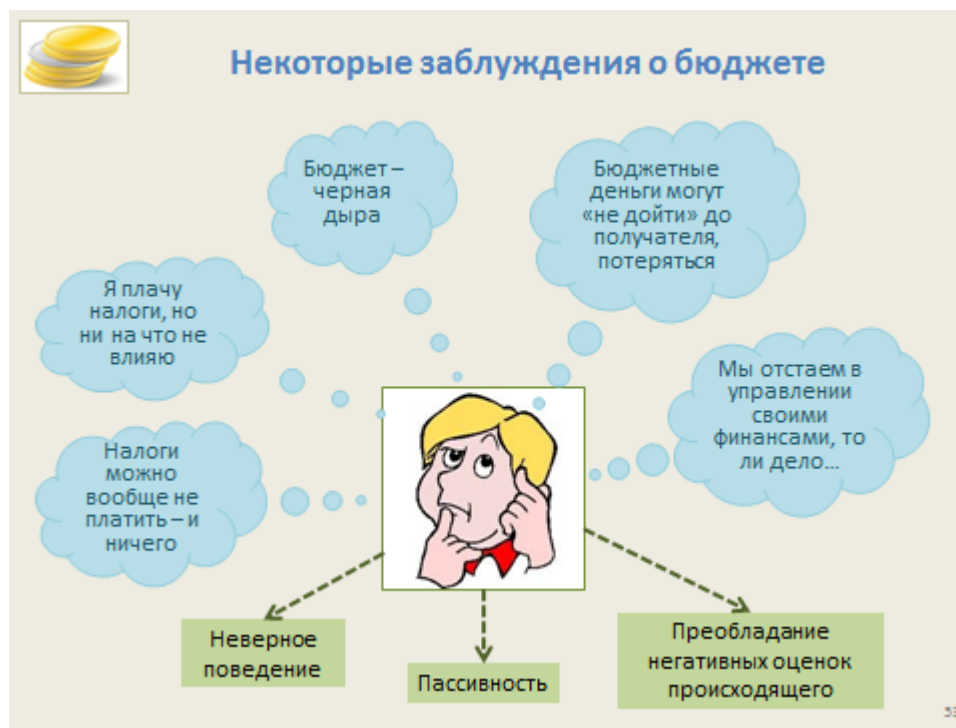 Некоторые заблуждения о бюджете
Бюджет –
черная
дыра
Бюджетные
деньги могут
«не дойти» до
получателя,
потеряться
Я плачу
налоги, но
ни на что не
влияю
Мы отстаем в
управлении
своими
финансами, то
ли дело...
Налоги
можно
вообще не
платить – и
ничего
Неверное
поведение
Пассивность
Преобладание
негативных оценок
происходящего
53